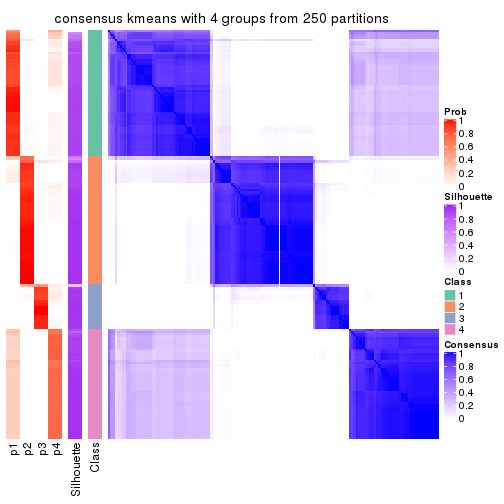 consensus kmeans with 4 groups from 250 partitions
Prob
1
0.8
0.6
0.4
0.2
0
Silhouette
1
0.8
0.6
0.4
0.2
0
Class
1
2
3
4
Consensus
1
0.8
0.6
0.4
0.2
0
p1
p2
p3
p4
Silhouette
Class